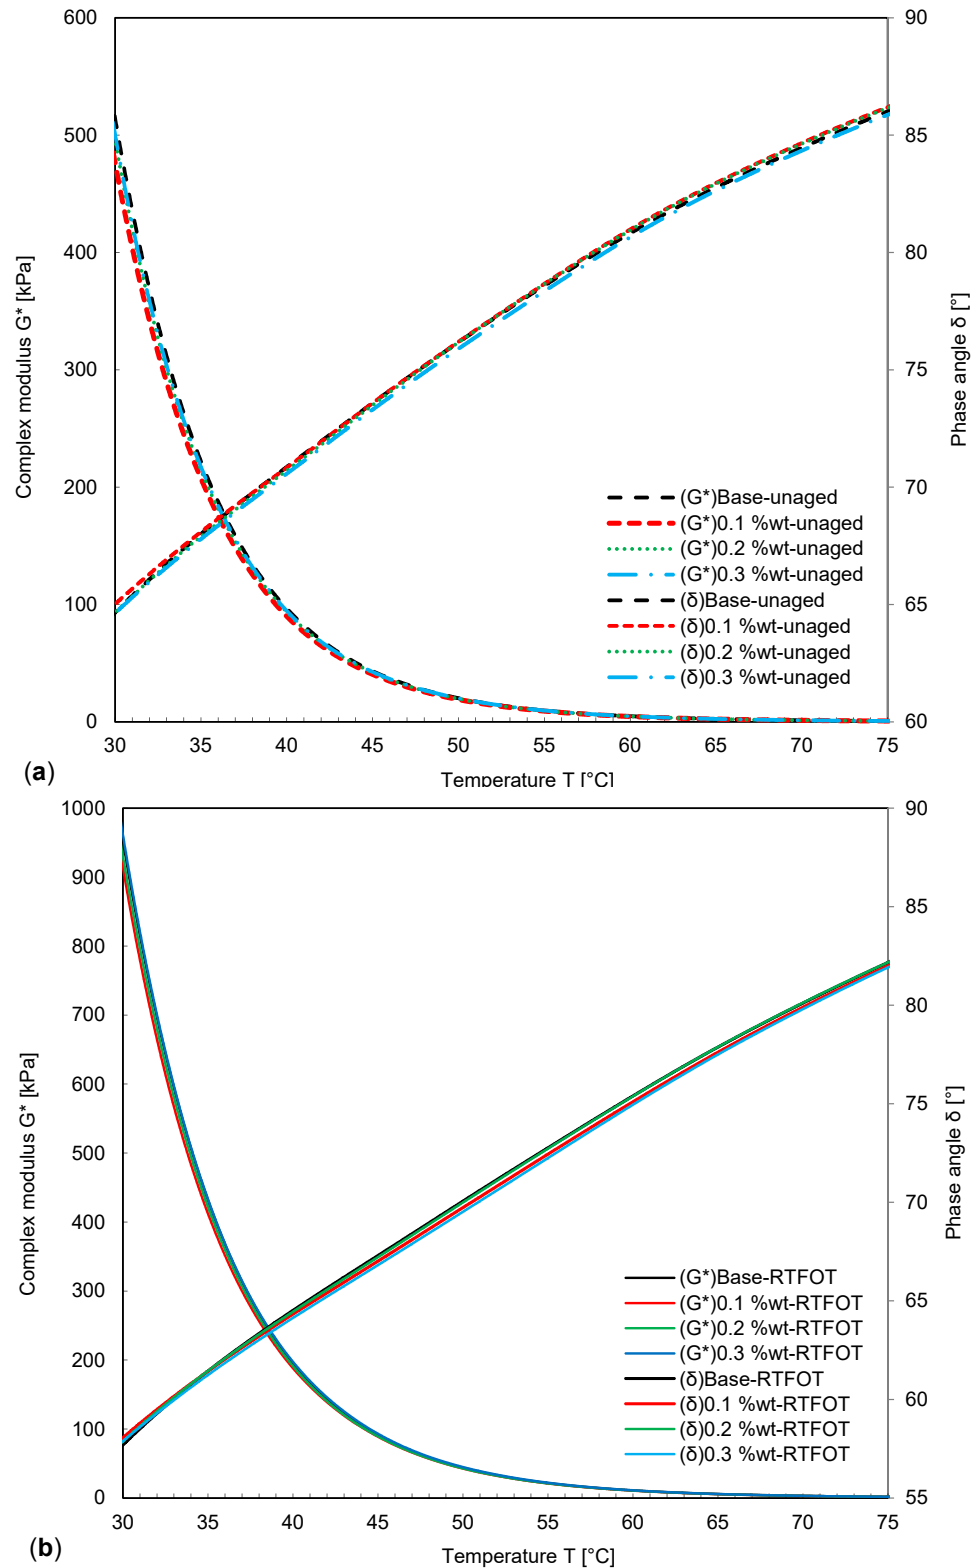 600
500
400
300
200
100
0
Complex modulus G* [kPa]
90
85
80
75
70
65
60
Phase angle δ [°]
(G*)Base-unaged
(G*)0.1 %wt-unaged
(G*)0.2 %wt-unaged
(G*)0.3 %wt-unaged
(δ)Base-unaged
(δ)0.1 %wt-unaged
(δ)0.2 %wt-unaged
(δ)0.3 %wt-unaged
30 35 40 45 50 55 60 65 70 75
Temperature T [°C]
(a)
1000
900
800
700
600
500
400
300
200
100
0
Complex modulus G* [kPa]
90
85
80
75
70
65
60
55
Phase angle δ [°]
(G*)Base-RTFOT
(G*)0.1 %wt-RTFOT
(G*)0.2 %wt-RTFOT
(G*)0.3 %wt-RTFOT
(δ)Base-RTFOT
(δ)0.1 %wt-RTFOT
(δ)0.2 %wt-RTFOT
(δ)0.3 %wt-RTFOT
30 35 40 45 50 55 60 65 70 75
Temperature T [°C]
(b)